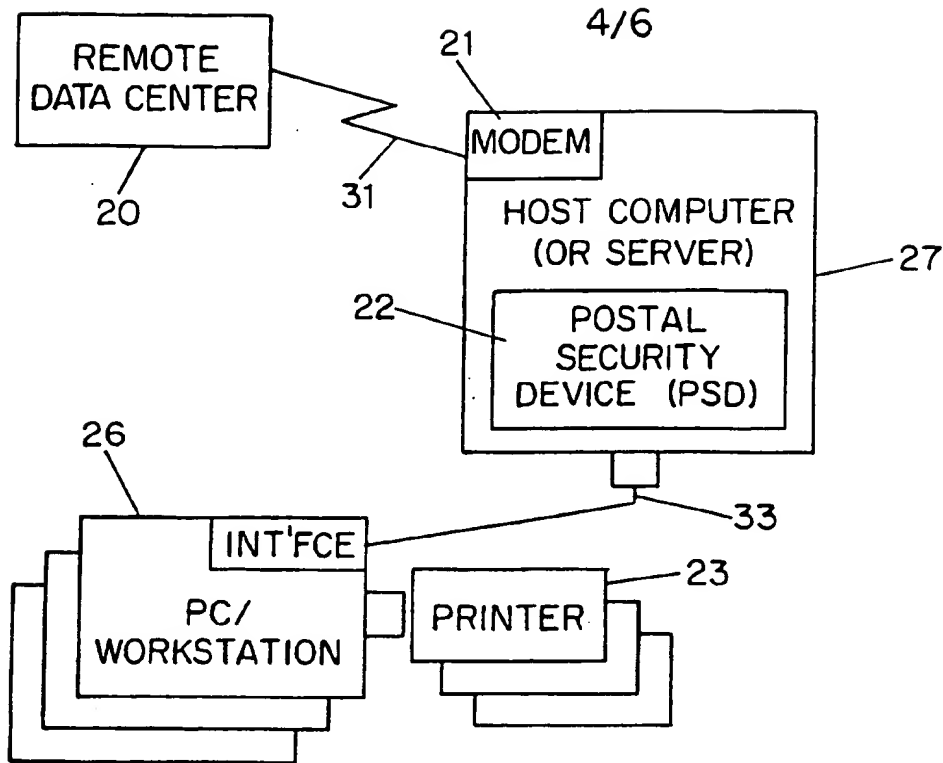 4/6
REMOTE
DATA CENTER
20
31
21
MODEM
HOST COMPUTER
(OR SERVER)
27
22
POSTAL
SECURITY
DEVICE (PSD)
33
26
INT'FCE
PC/
WORKSTATION
23
PRINTER